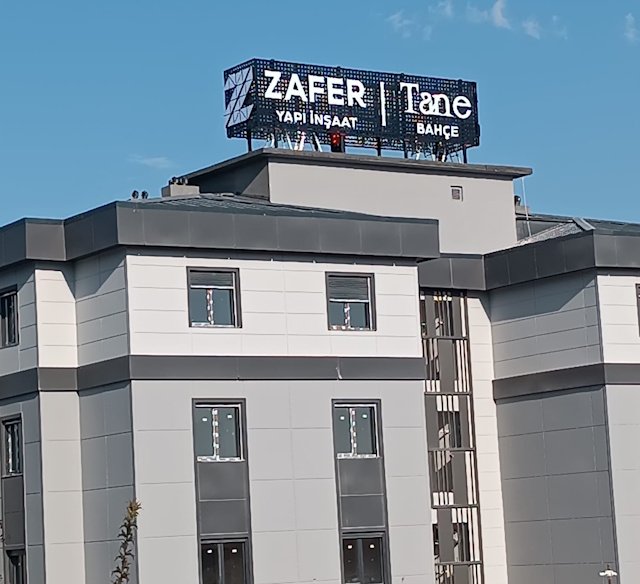 ZAFER
YAPI İNŞAAT
Tane
BAHÇE